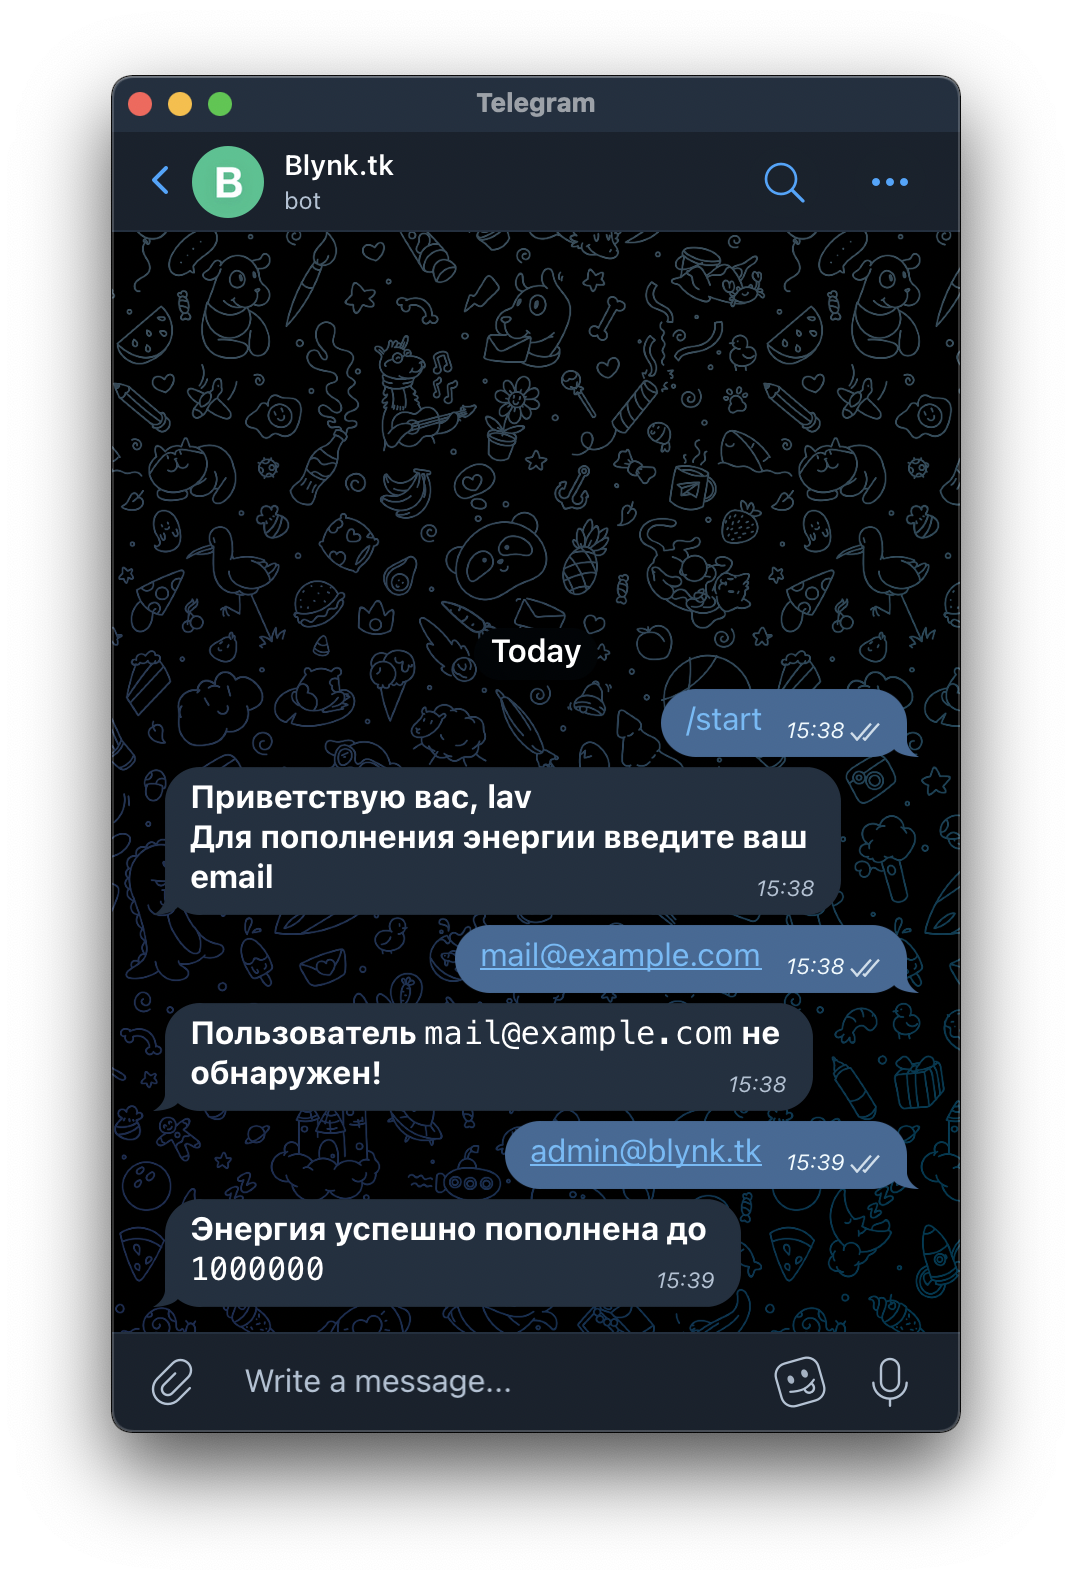 Telegram
B
Blynk.tk
bot
Today
/start 15:38
Приветствую вас, lav
Для пополнения энергии введите ваш
email 15:38
mail@example.com 15:38
Пользователь mail@example.com не
обнаружен! 15:38
admin@blynk.tk 15:39
Энергия успешно пополнена до
1000000 15:39
Write a message...